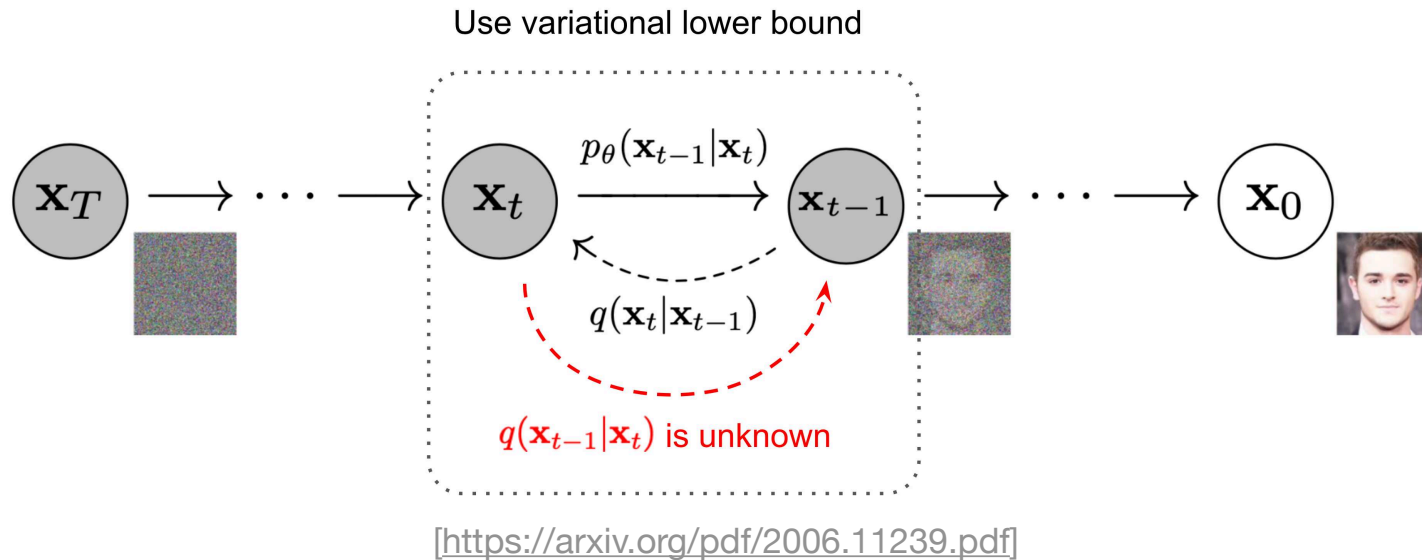 Use variational lower bound
p_θ(x_{t−1}|x_t)
x_T → ··· → x_t → x_{t−1} → ··· → x_0
q(x_t|x_{t−1})
q(x_{t−1}|x_t) is unknown
[https://arxiv.org/pdf/2006.11239.pdf]